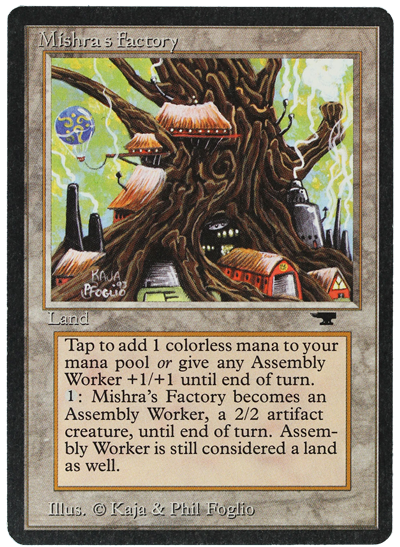 Mishra's Factory
KAJA
93
PFOGLIO
Land
Tap to add 1 colorless mana to your
mana pool or give any Assembly
Worker +1/+1 until end of turn.
1: Mishra's Factory becomes an
Assembly Worker, a 2/2 artifact
creature, until end of turn. Assem-
bly Worker is still considered a land
as well.
Illus. © Kaja & Phil Foglio